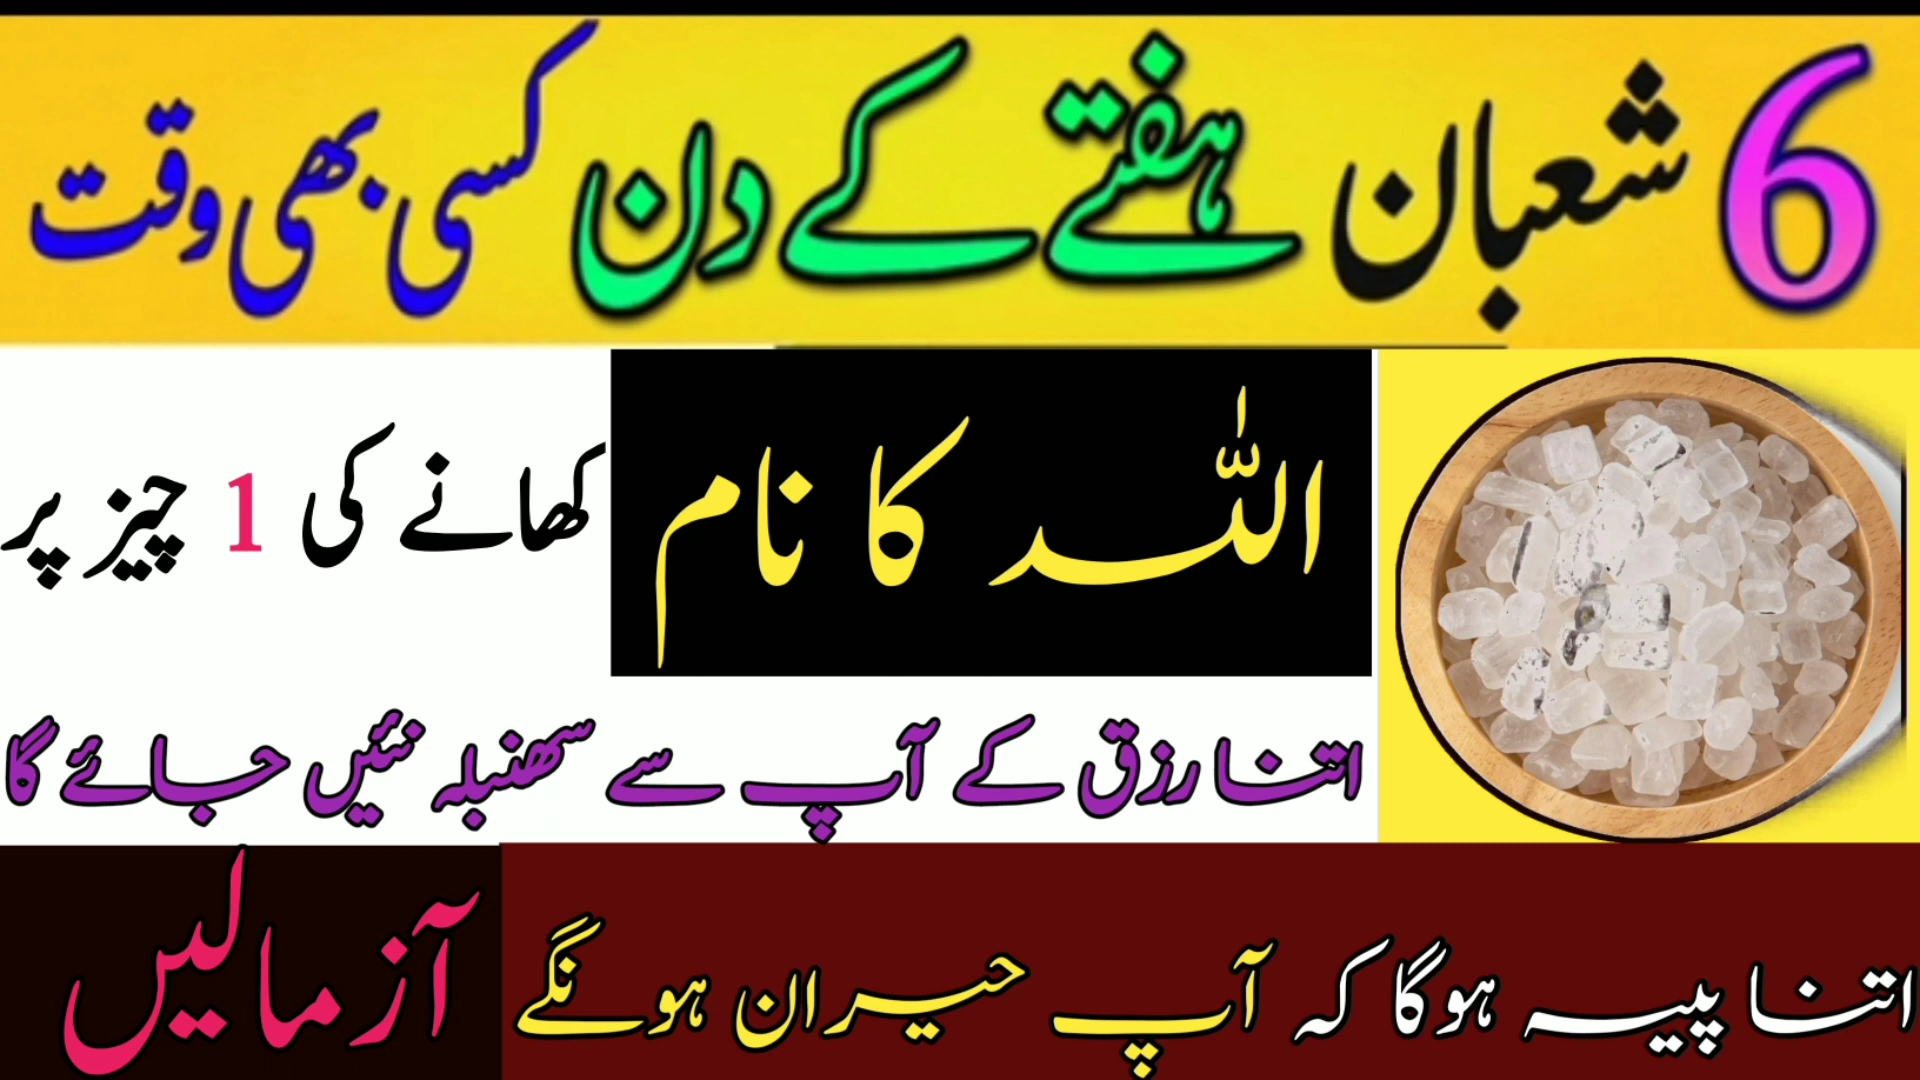 6 شعبان ہفتے کے دن کسی بھی وقت
اللہ کا نام
کھانے کی 1 چیز پر
اتنا رزق کے آپ سے سھنبلہ نئیں جائے گا
اتنا پیسہ ہوگا کہ آپ حیران ہونگے
آزمالیں